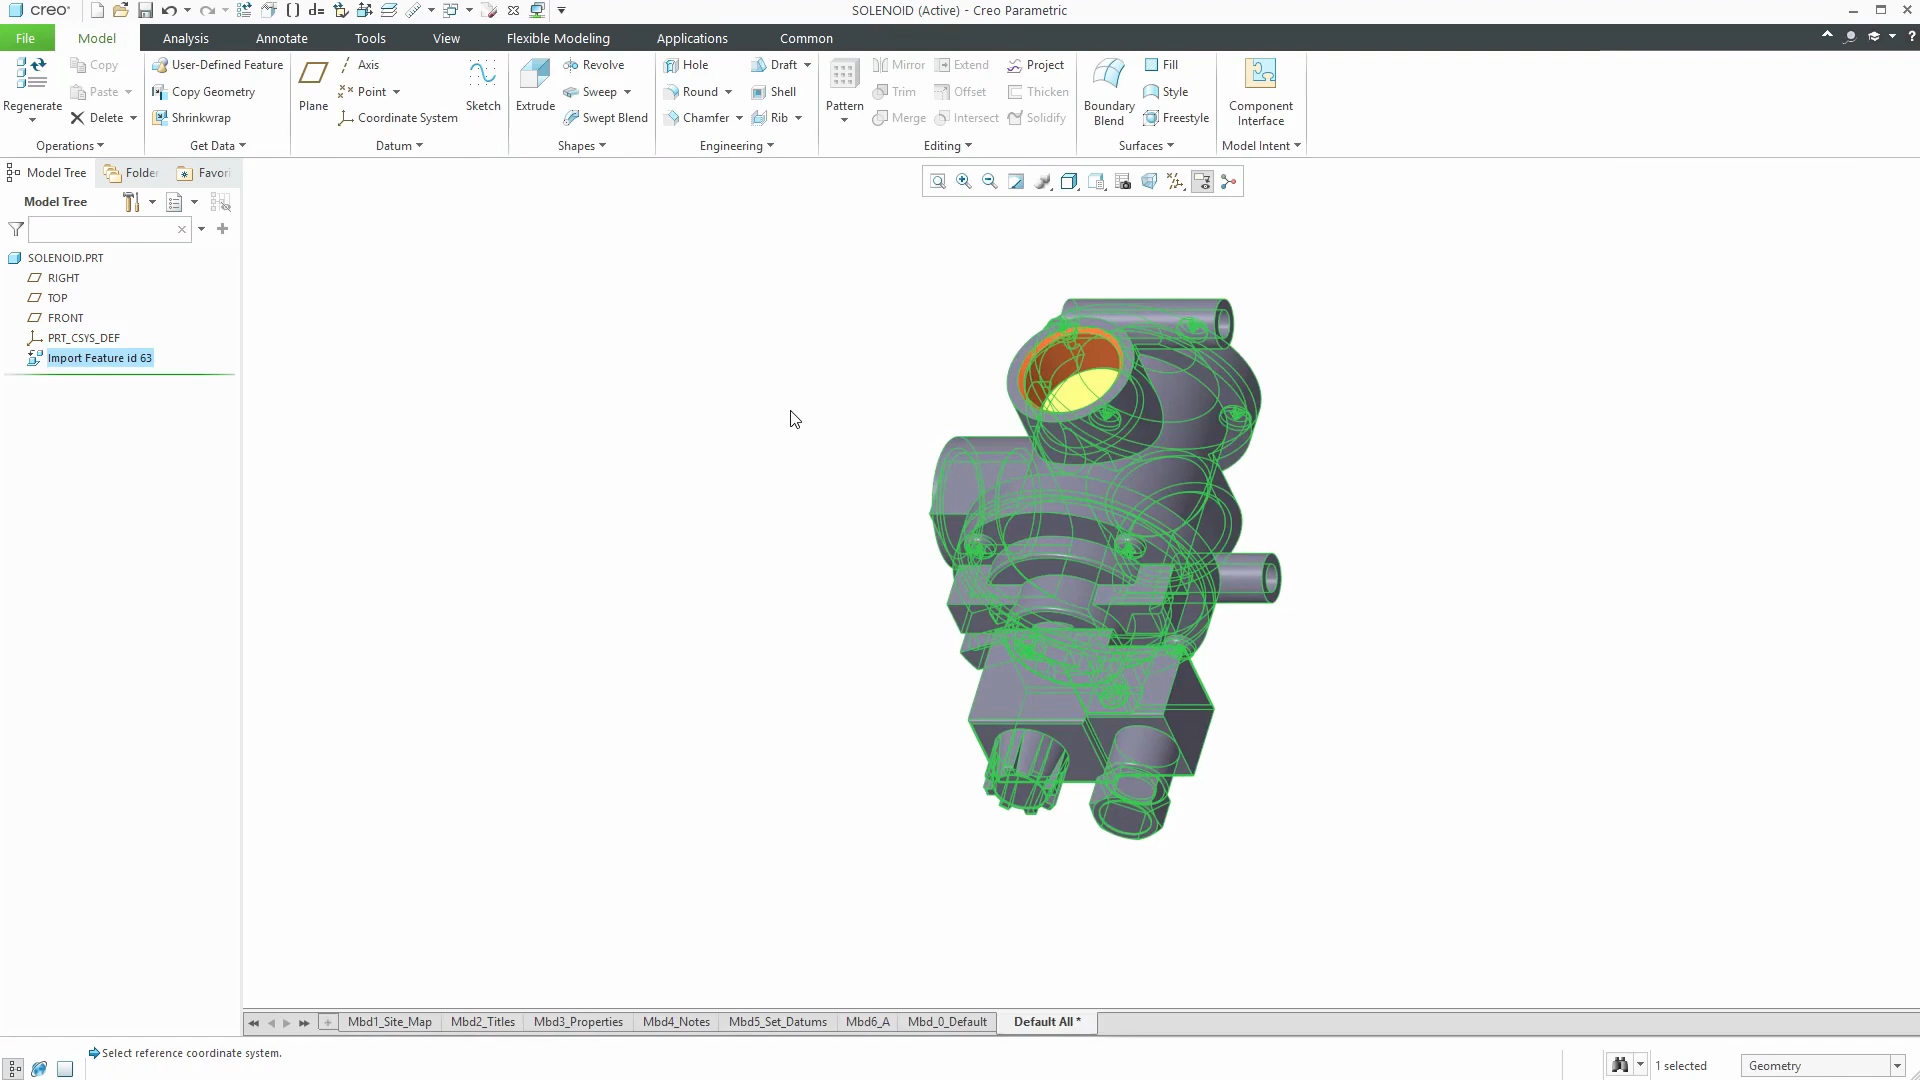 creo
d=
SOLENOID (Active) - Creo Parametric
File
Model
Analysis
Annotate
Tools
View
Flexible Modeling
Applications
Common
?
Regenerate
Copy
Paste
Delete
Operations
User-Defined Feature
Copy Geometry
Shrinkwrap
Get Data
Plane
Axis
Point
Coordinate System
Sketch
Datum
Extrude
Revolve
Sweep
Swept Blend
Shapes
Hole
Round
Chamfer
Draft
Shell
Rib
Engineering
Pattern
Mirror
Trim
Merge
Extend
Offset
Intersect
Project
Thicken
Solidify
Editing
Boundary
Blend
Fill
Style
Freestyle
Surfaces
Component
Interface
Model Intent
Model Tree
Folder
Favori
Model Tree
SOLENOID.PRT
RIGHT
TOP
FRONT
PRT_CSYS_DEF
Import Feature id 63
Mbd1_Site_Map
Mbd2_Titles
Mbd3_Properties
Mbd4_Notes
Mbd5_Set_Datums
Mbd6_A
Mbd_0_Default
Default All *
Select reference coordinate system.
1 selected
Geometry